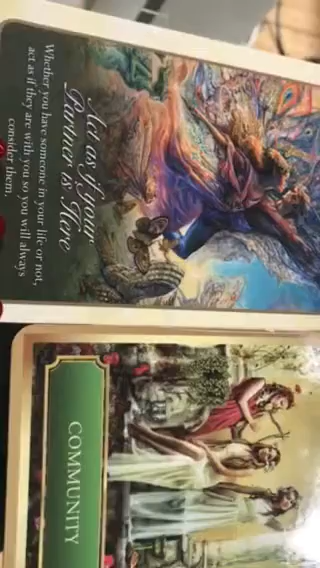 Act as if your
Partner is Here
Whether you have someone in your life or not,
act as if they are with you so you will always
consider them.
COMMUNITY